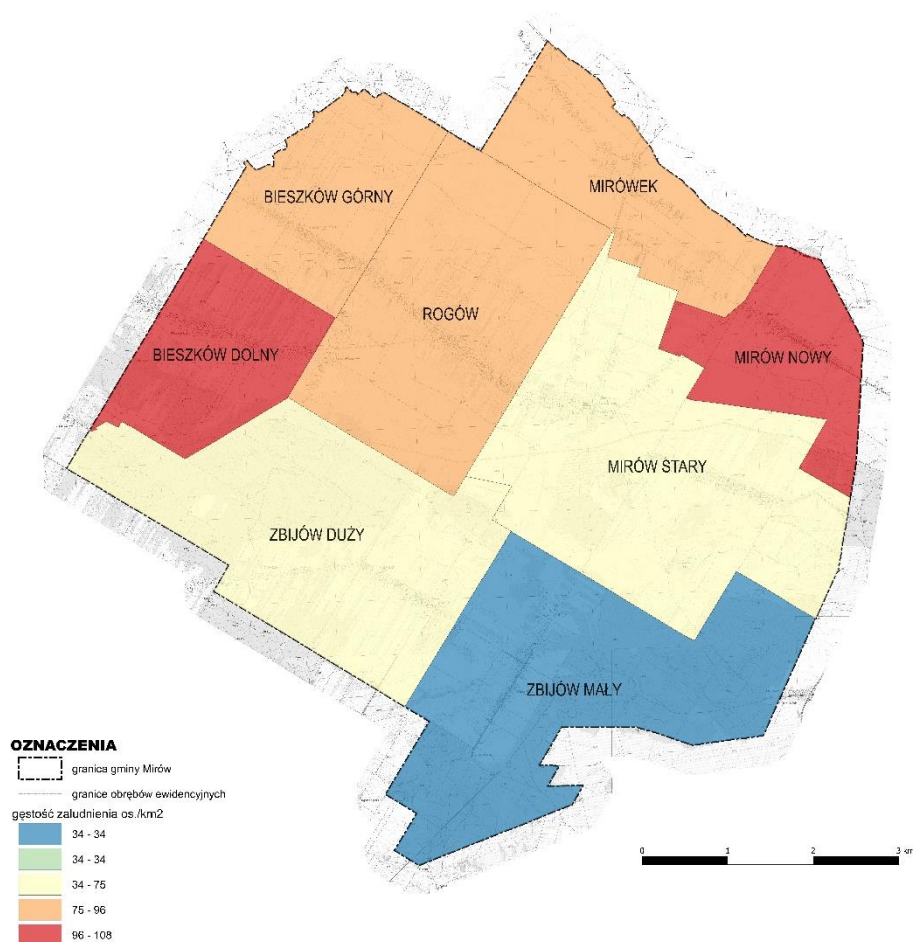 MIRÓWEK
BIESZKÓW GÓRNY
ROGÓW
BIESZKÓW DOLNY
MIRÓW NOWY
MIRÓW STARY
ZBIJÓW DUŻY
ZBIJÓW MAŁY
OZNACZENIA
granica gminy Mirów
granice obrębów ewidencyjnych
gęstość zaludnienia os./km2
34 - 34
34 - 34
34 - 75
75 - 96
96 - 108
0 1 2 3 km